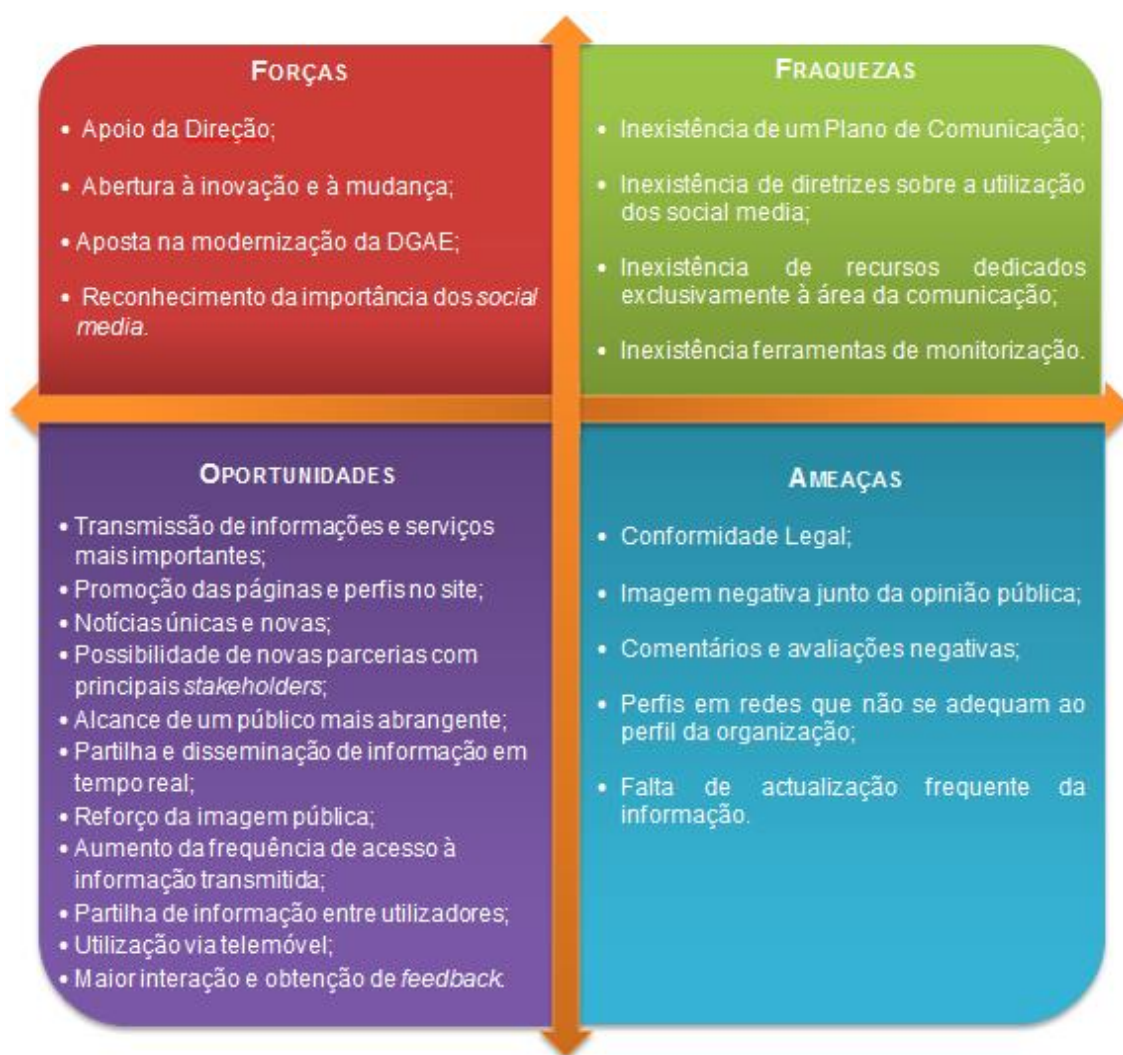 FORÇAS
• Apoio da Direção;
• Abertura à inovação e à mudança;
• Aposta na modernização da DGAE;
• Reconhecimento da importância dos social
media.
FRAQUEZAS
• Inexistência de um Plano de Comunicação;
• Inexistência de diretrizes sobre a utilização
dos social media;
• Inexistência de recursos dedicados
exclusivamente à área da comunicação;
• Inexistência ferramentas de monitorização.
OPORTUNIDADES
• Transmissão de informações e serviços
mais importantes;
• Promoção das páginas e perfis no site;
• Notícias únicas e novas;
• Possibilidade de novas parcerias com
principais stakeholders;
• Alcance de um público mais abrangente;
• Partilha e disseminação de informação em
tempo real;
• Reforço da imagem pública;
• Aumento da frequência de acesso à
informação transmitida;
• Partilha de informação entre utilizadores;
• Utilização via telemóvel;
• Maior interação e obtenção de feedback.
AMEAÇAS
• Conformidade Legal;
• Imagem negativa junto da opinião pública;
• Comentários e avaliações negativas;
• Perfis em redes que não se adequam ao
perfil da organização;
• Falta de actualização frequente da
informação.